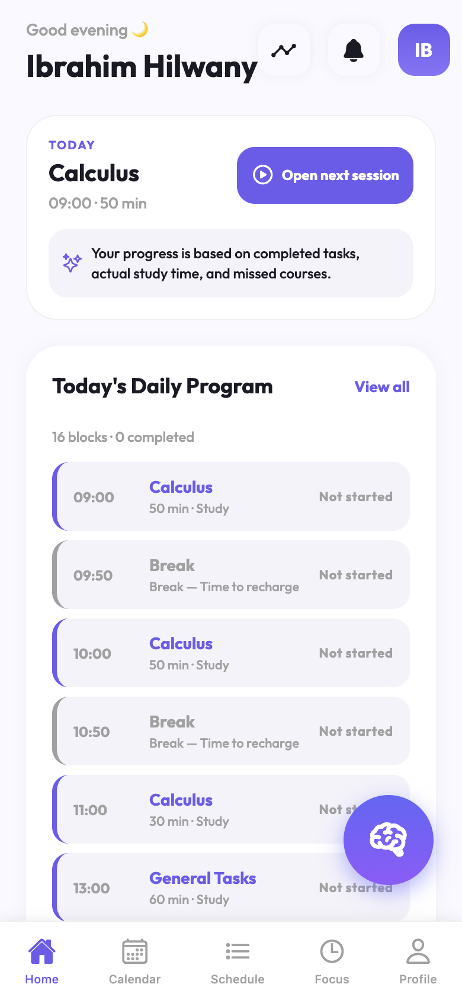 Good evening 🌙
Ibrahim Hilwany
IB
TODAY
Calculus
09:00 · 50 min
Open next session
Your progress is based on completed tasks,
actual study time, and missed courses.
Today's Daily Program
View all
16 blocks · 0 completed
09:00
Calculus
50 min · Study
Not started
09:50
Break
Break — Time to recharge
Not started
10:00
Calculus
50 min · Study
Not started
10:50
Break
Break — Time to recharge
Not started
11:00
Calculus
30 min · Study
Not st
13:00
General Tasks
60 min · Study
Not started
Home
Calendar
Schedule
Focus
Profile